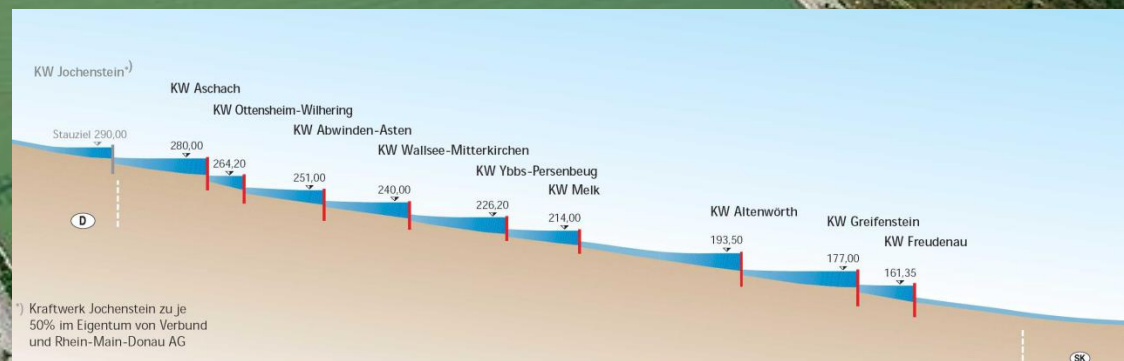 KW Jochenstein*)
KW Aschach
KW Ottensheim-Wilhering
KW Abwinden-Asten
KW Wallsee-Mitterkirchen
KW Ybbs-Persenbeug
KW Melk
KW Altenwörth
KW Greifenstein
KW Freudenau
Stauziel 290,00
280,00
264,20
251,00
240,00
226,20
214,00
193,50
177,00
161,35
D
*) Kraftwerk Jochenstein zu je
50% im Eigentum von Verbund
und Rhein-Main-Donau AG
SK